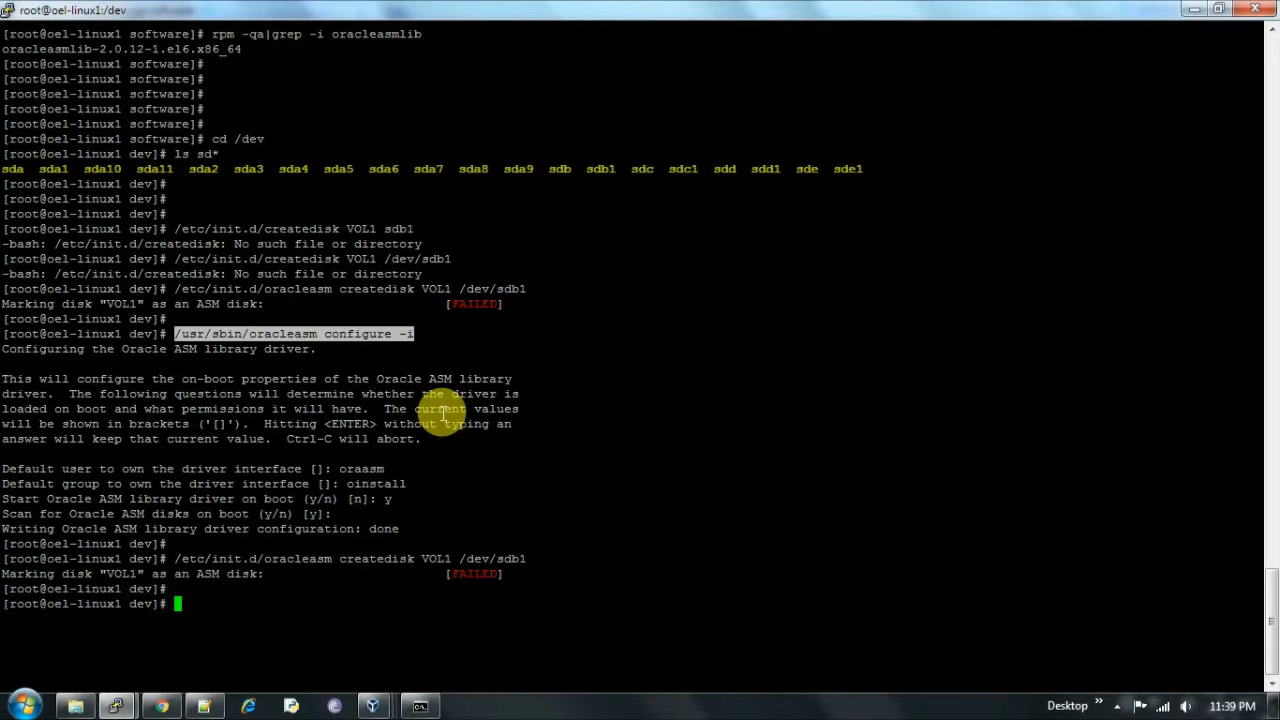 root@oel-linux1:/dev
[root@oel-linux1 software]# rpm -qa|grep -i oracleasmlib
oracleasmlib-2.0.12-1.el6.x86_64
[root@oel-linux1 software]#
[root@oel-linux1 software]#
[root@oel-linux1 software]#
[root@oel-linux1 software]#
[root@oel-linux1 software]#
[root@oel-linux1 software]# cd /dev
[root@oel-linux1 dev]# ls sd*
sda sda1 sda10 sda11 sda2 sda3 sda4 sda5 sda6 sda7 sda8 sda9 sdb sdb1 sdc sdc1 sdd sdd1 sde sde1
[root@oel-linux1 dev]#
[root@oel-linux1 dev]#
[root@oel-linux1 dev]#
[root@oel-linux1 dev]# /etc/init.d/createdisk VOL1 sdb1
-bash: /etc/init.d/createdisk: No such file or directory
[root@oel-linux1 dev]# /etc/init.d/createdisk VOL1 /dev/sdb1
-bash: /etc/init.d/createdisk: No such file or directory
[root@oel-linux1 dev]# /etc/init.d/oracleasm createdisk VOL1 /dev/sdb1
Marking disk "VOL1" as an ASM disk: [FAILED]
[root@oel-linux1 dev]#
[root@oel-linux1 dev]# /usr/sbin/oracleasm configure -i
Configuring the Oracle ASM library driver.
This will configure the on-boot properties of the Oracle ASM library
driver. The following questions will determine whether the driver is
loaded on boot and what permissions it will have. The current values
will be shown in brackets ('[]'). Hitting <ENTER> without typing an
answer will keep that current value. Ctrl-C will abort.
Default user to own the driver interface []: oraasm
Default group to own the driver interface []: oinstall
Start Oracle ASM library driver on boot (y/n) [n]: y
Scan for Oracle ASM disks on boot (y/n) [y]:
Writing Oracle ASM library driver configuration: done
[root@oel-linux1 dev]#
[root@oel-linux1 dev]# /etc/init.d/oracleasm createdisk VOL1 /dev/sdb1
Marking disk "VOL1" as an ASM disk: [FAILED]
[root@oel-linux1 dev]#
[root@oel-linux1 dev]#
Desktop » 11:39 PM